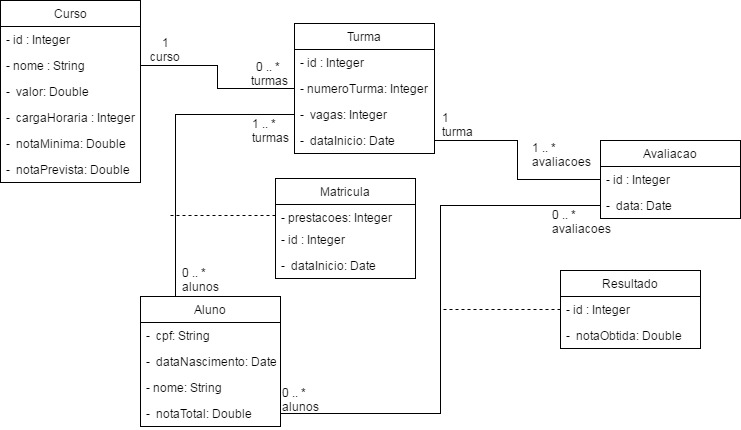 Curso
- id : Integer
- nome : String
- valor: Double
- cargaHoraria : Integer
- notaMinima: Double
- notaPrevista: Double
1
curso
0 .. *
turmas
Turma
- id : Integer
- numeroTurma: Integer
- vagas: Integer
- dataInicio: Date
1 .. *
turmas
1
turma
1 .. *
avaliacoes
Avaliacao
- id : Integer
- data: Date
0 .. *
avaliacoes
Matricula
- prestacoes: Integer
- id : Integer
- dataInicio: Date
0 .. *
alunos
Aluno
- cpf: String
- dataNascimento: Date
- nome: String
- notaTotal: Double
0 .. *
alunos
Resultado
- id : Integer
- notaObtida: Double